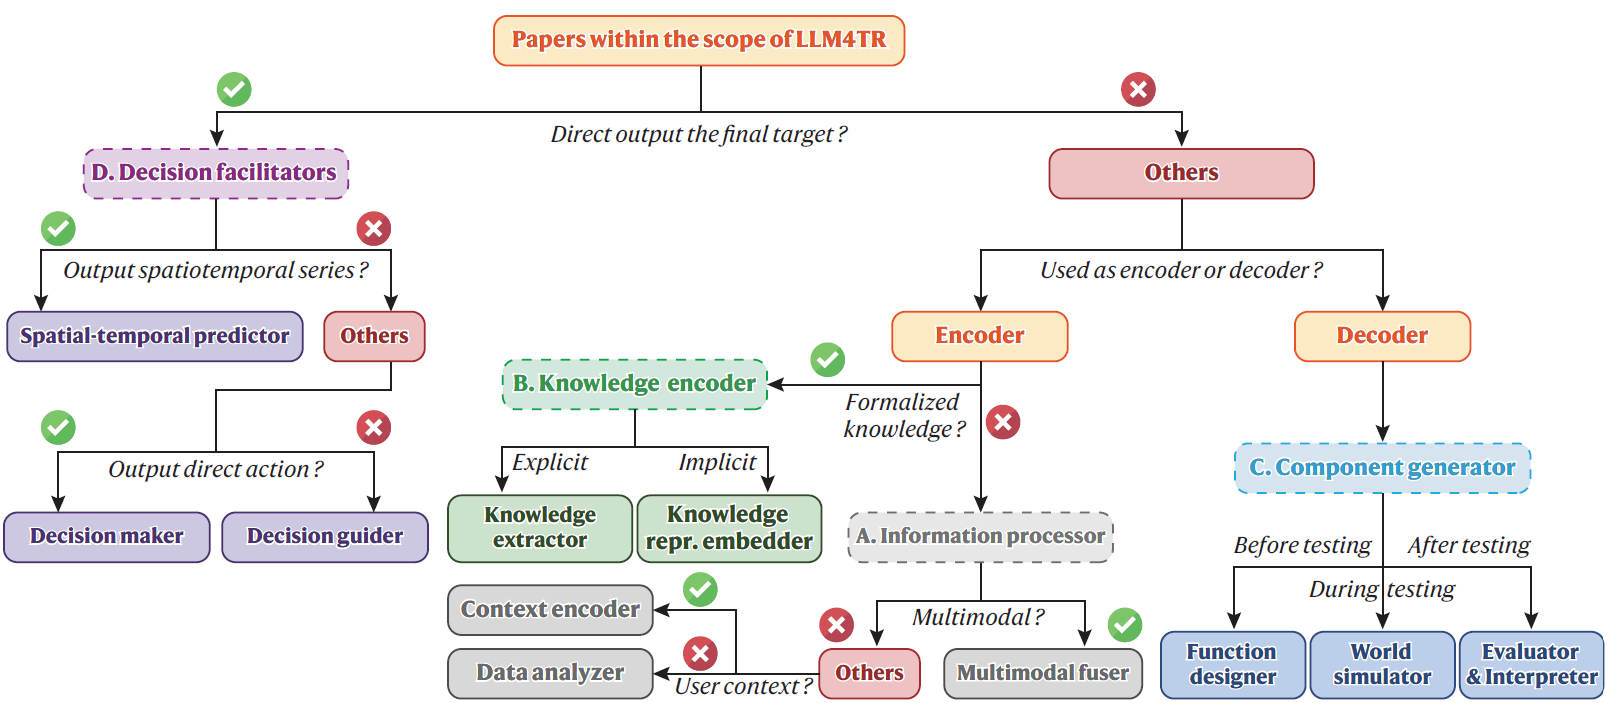 Papers within the scope of LLM4TR
Direct output the final target?
D. Decision facilitators
Others
Output spatiotemporal series?
Used as encoder or decoder?
Spatial-temporal predictor
Others
Encoder
Decoder
B. Knowledge encoder
Formalized
knowledge?
Output direct action?
Explicit
Implicit
C. Component generator
Decision maker
Decision guider
Knowledge
extractor
Knowledge
repr. embedder
A. Information processor
Before testing
After testing
During testing
Context encoder
Multimodal?
Data analyzer
User context?
Others
Multimodal fuser
Function
designer
World
simulator
Evaluator
& Interpreter